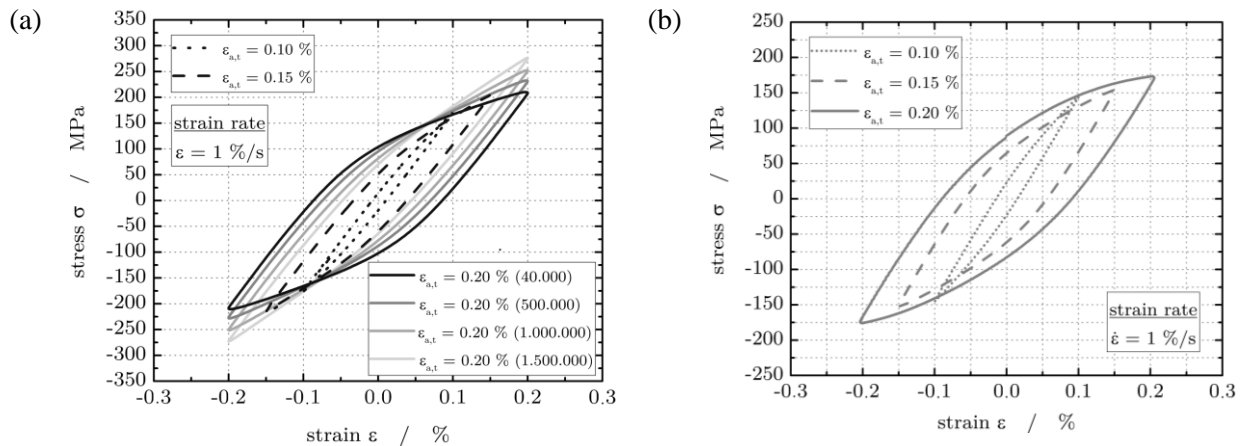 (a)
350
300
250
200
150
100
50
0
-50
-100
-150
-200
-250
-300
-350
stress σ / MPa
εa,t = 0.10 %
εa,t = 0.15 %
strain rate
ε = 1 %/s
εa,t = 0.20 % (40.000)
εa,t = 0.20 % (500.000)
εa,t = 0.20 % (1.000.000)
εa,t = 0.20 % (1.500.000)
-0.3 -0.2 -0.1 0.0 0.1 0.2 0.3
strain ε / %
(b)
250
200
150
100
50
0
-50
-100
-150
-200
-250
stress σ / MPa
εa,t = 0.10 %
εa,t = 0.15 %
εa,t = 0.20 %
strain rate
ε̇ = 1 %/s
-0.3 -0.2 -0.1 0.0 0.1 0.2 0.3
strain ε / %